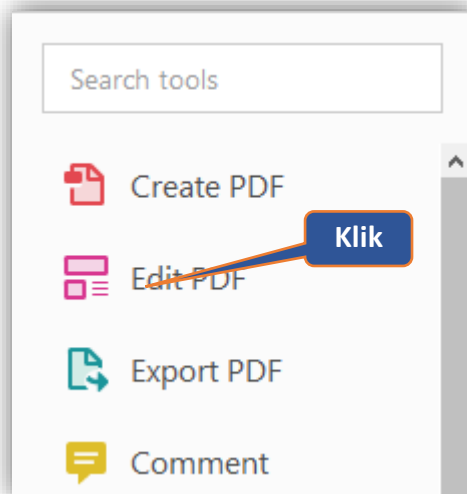 Search tools
Create PDF
Klik
Edit PDF
Export PDF
Comment